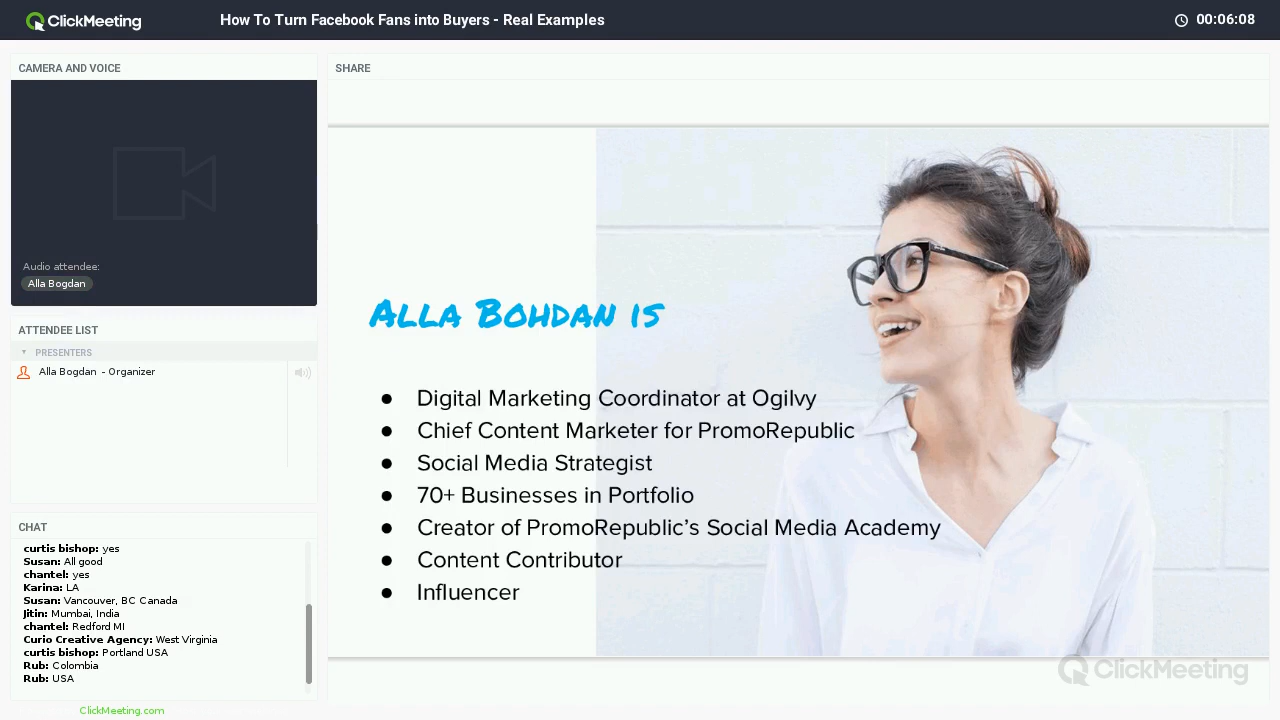 ClickMeeting
How To Turn Facebook Fans into Buyers - Real Examples
00:06:08
CAMERA AND VOICE
Audio attendee:
Alla Bogdan
ATTENDEE LIST
PRESENTERS
Alla Bogdan - Organizer
CHAT
curtis bishop: yes
Susan: All good
chantel: yes
Karina: LA
Susan: Vancouver, BC Canada
Jitin: Mumbai, India
chantel: Redford MI
Curio Creative Agency: West Virginia
curtis bishop: Portland USA
Rub: Colombia
Rub: USA
ClickMeeting.com
SHARE
ALLA BOHDAN IS
● Digital Marketing Coordinator at Ogilvy
● Chief Content Marketer for PromoRepublic
● Social Media Strategist
● 70+ Businesses in Portfolio
● Creator of PromoRepublic’s Social Media Academy
● Content Contributor
● Influencer
ClickMeeting